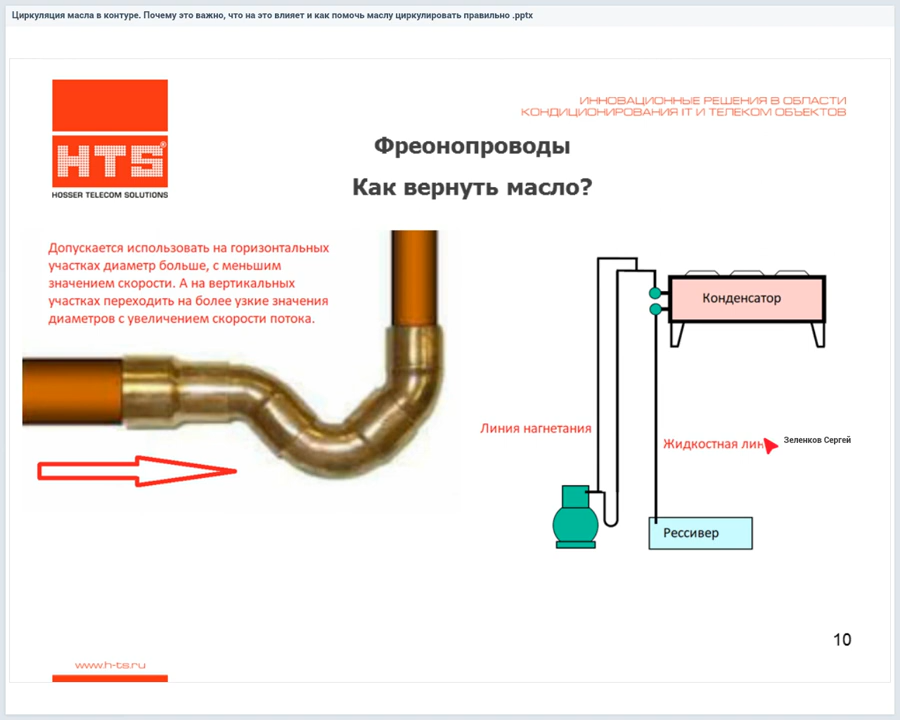 Циркуляция масла в контуре. Почему это важно, что на это влияет и как помочь маслу циркулировать правильно .pptx
ИННОВАЦИОННЫЕ РЕШЕНИЯ В ОБЛАСТИ
КОНДИЦИОНИРОВАНИЯ IT И ТЕЛЕКОМ ОБЪЕКТОВ
HTS®
HOSSER TELECOM SOLUTIONS
Фреонопроводы
Как вернуть масло?
Допускается использовать на горизонтальных
участках диаметр больше, с меньшим
значением скорости. А на вертикальных
участках переходить на более узкие значения
диаметров с увеличением скорости потока.
Конденсатор
Линия нагнетания
Жидкостная лин
Зеленков Сергей
Рессивер
10
www.h-ts.ru